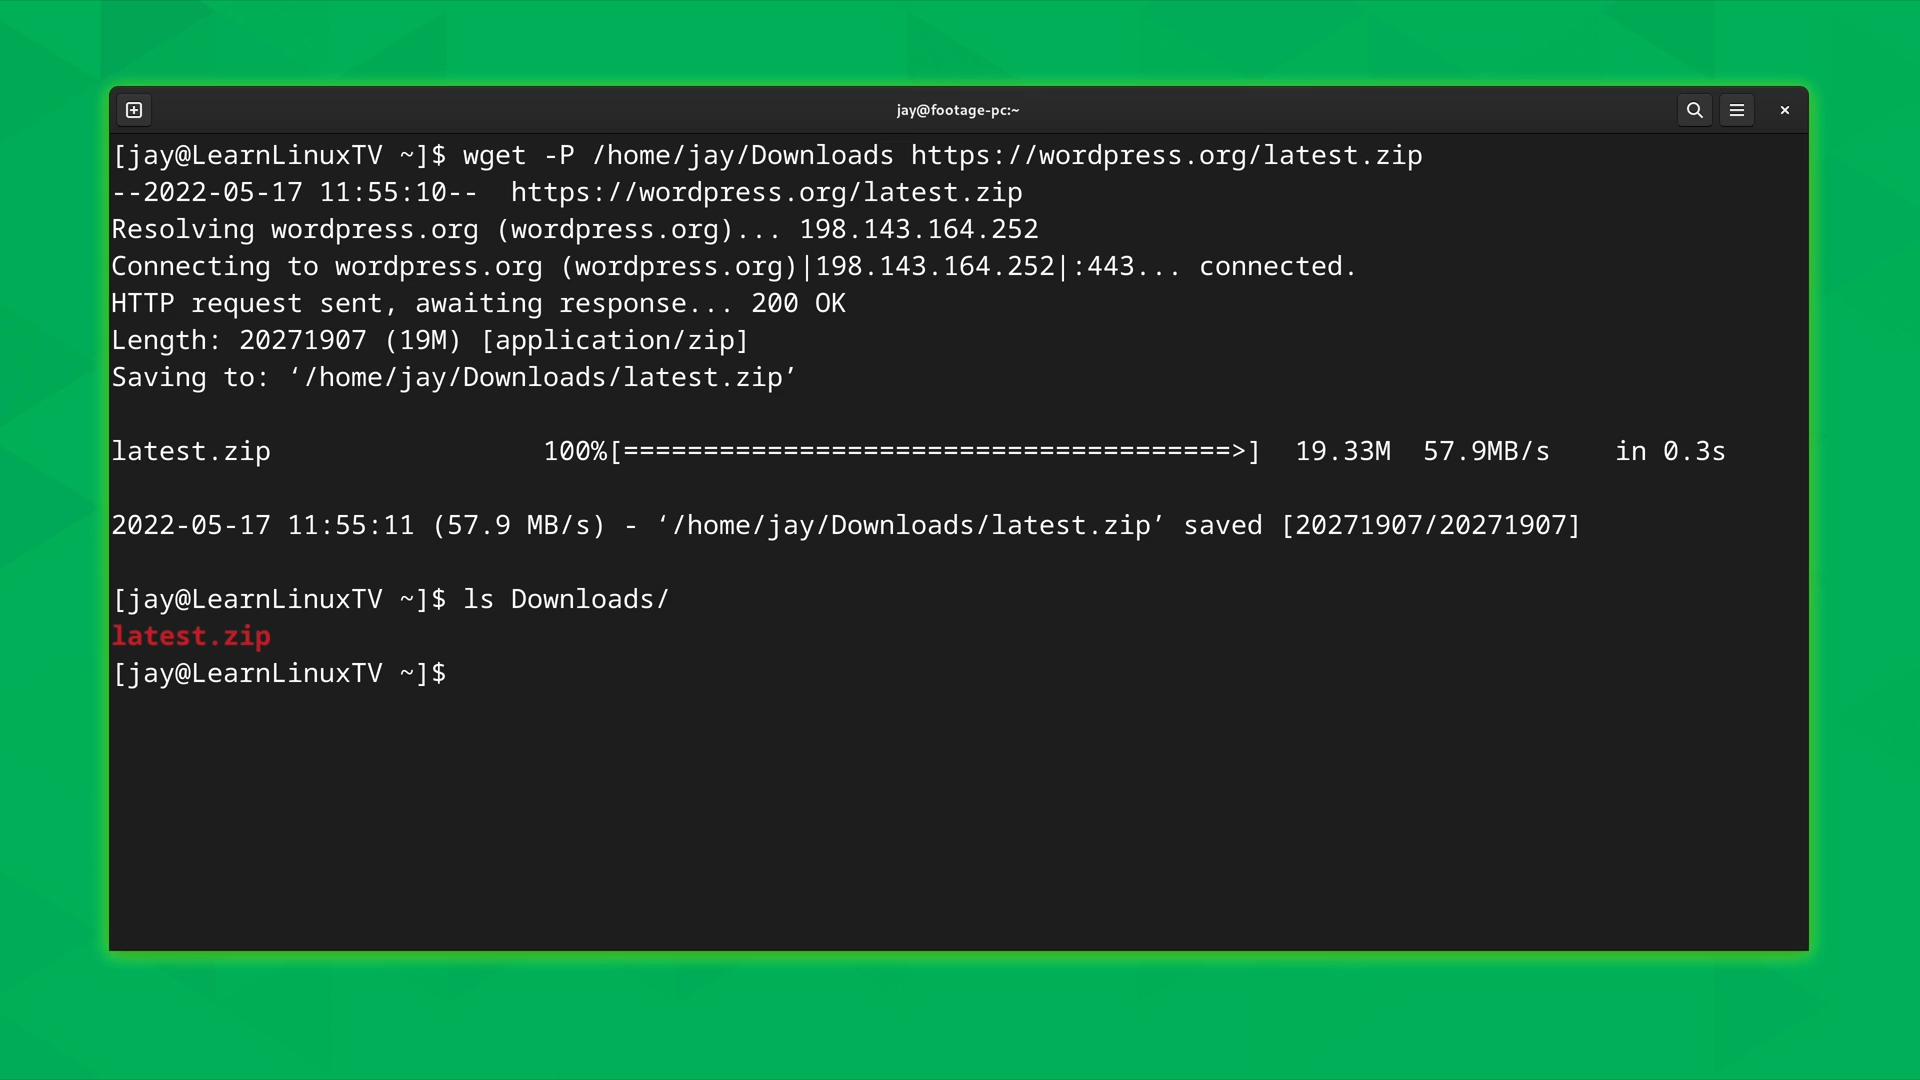 jay@footage-pc:~
[jay@LearnLinuxTV ~]$ wget -P /home/jay/Downloads https://wordpress.org/latest.zip
--2022-05-17 11:55:10--  https://wordpress.org/latest.zip
Resolving wordpress.org (wordpress.org)... 198.143.164.252
Connecting to wordpress.org (wordpress.org)|198.143.164.252|:443... connected.
HTTP request sent, awaiting response... 200 OK
Length: 20271907 (19M) [application/zip]
Saving to: ‘/home/jay/Downloads/latest.zip’
latest.zip                 100%[======================================>]  19.33M  57.9MB/s    in 0.3s
2022-05-17 11:55:11 (57.9 MB/s) - ‘/home/jay/Downloads/latest.zip’ saved [20271907/20271907]
[jay@LearnLinuxTV ~]$ ls Downloads/
latest.zip
[jay@LearnLinuxTV ~]$